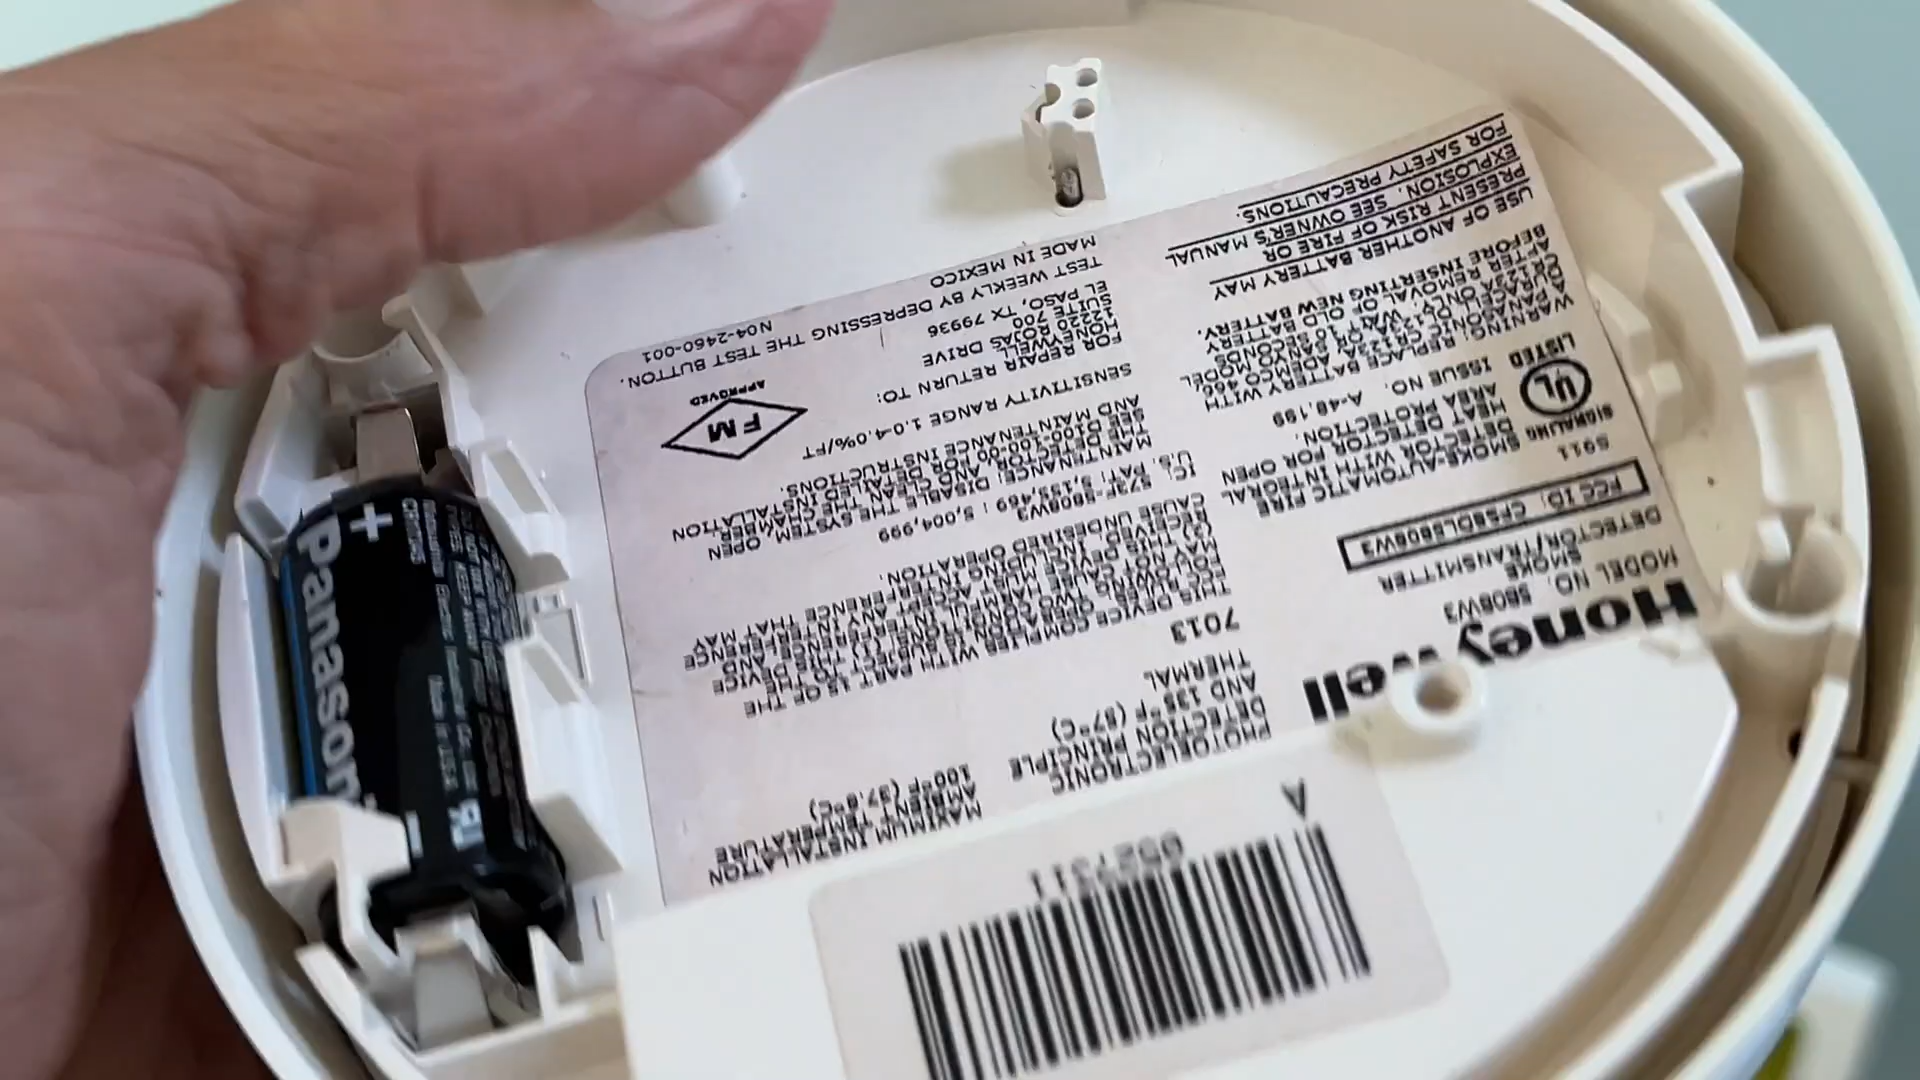 Honeywell
MODEL NO. 5808W3
SMOKE
DETECTOR/TRANSMITTER
FCC ID: CFS8DL5808W3
S911
SIGNALING
UL
LISTED
SMOKE-AUTOMATIC FIRE
DETECTOR WITH INTEGRAL
HEAT DETECTOR FOR OPEN
AREA PROTECTION.
ISSUE NO. A-48,199
WARNING: REPLACE BATTERY WITH
PANASONIC
DURACELL
CR123A ONLY. WAIT 10 SECONDS
AFTER REMOVAL OF OLD BATTERY
BEFORE INSERTING NEW BATTERY.
USE OF ANOTHER BATTERY MAY
PRESENT RISK OF FIRE OR
EXPLOSION. SEE OWNER'S MANUAL
FOR SAFETY PRECAUTIONS.
7013
THIS DEVICE COMPLIES WITH PART 15 OF THE
FCC RULES. OPERATION IS SUBJECT TO THE
FOLLOWING TWO CONDITIONS: (1) THIS DEVICE
MAY NOT CAUSE HARMFUL INTERFERENCE, AND
(2) THIS DEVICE MUST ACCEPT ANY INTERFERENCE
RECEIVED, INCLUDING INTERFERENCE THAT MAY
CAUSE UNDESIRED OPERATION.
IC: 573F-5808W3
U.S. PAT: 5,004,999
MAINTENANCE: DISABLE THE SYSTEM, OPEN
THE DETECTOR, AND CLEAN THE CHAMBER.
SEE D100-100-00 FOR DETAILED INSTALLATION
AND MAINTENANCE INSTRUCTIONS.
SENSITIVITY RANGE 1.0-4.0%/FT
FOR REPAIR RETURN TO:
HONEYWELL
12220 ROJAS DRIVE
SUITE 700
EL PASO, TX 79936
FM
APPROVED
TEST WEEKLY BY DEPRESSING THE TEST BUTTON.
MADE IN MEXICO
N04-2460-001
PHOTOELECTRONIC
DETECTION PRINCIPLE
AND 135°F (57°C)
THERMAL
MAXIMUM INSTALLATION
AMBIENT TEMPERATURE
100°F (37.8°C)
A
Panasonic
+
-